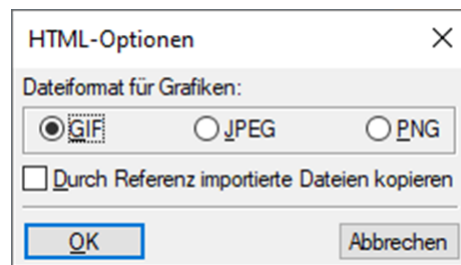 HTML-Optionen
Dateiformat für Grafiken:
GIF JPEG PNG
Durch Referenz importierte Dateien kopieren
OK Abbrechen